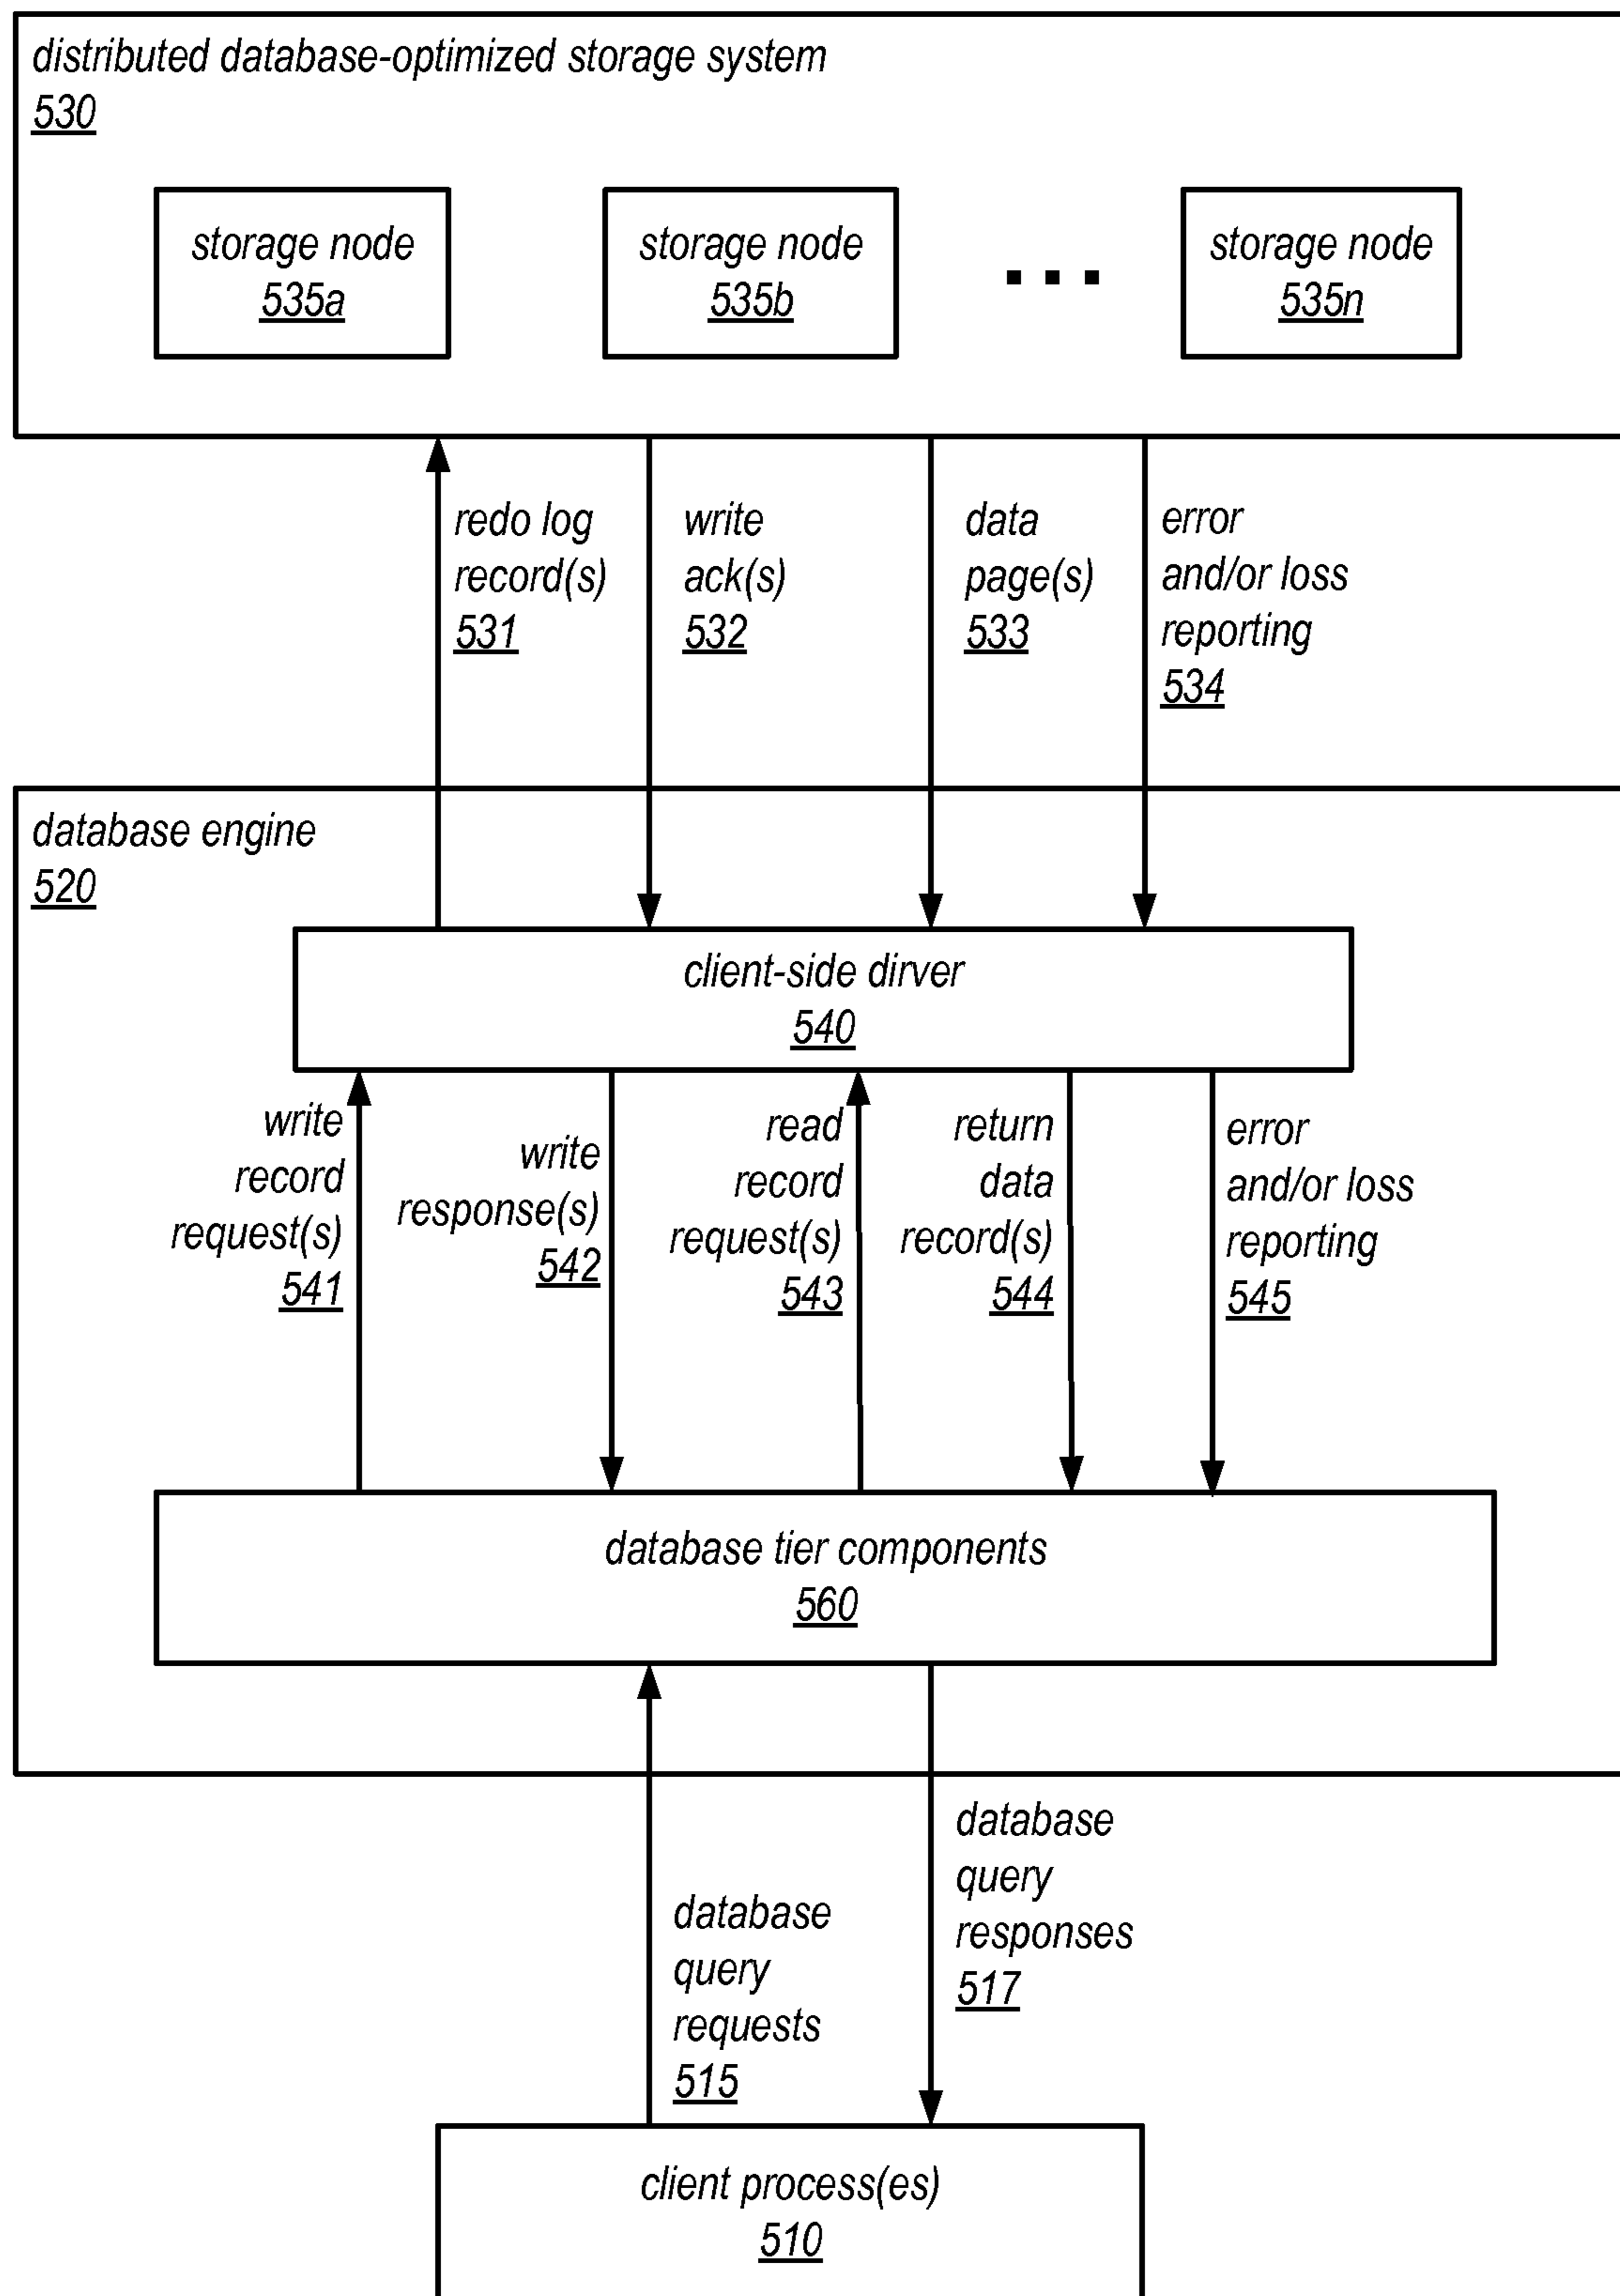 distributed database-optimized storage system
530
storage node
535a
storage node
535b
storage node
535n
redo log
record(s)
531
write
ack(s)
532
data
page(s)
533
error
and/or loss
reporting
534
database engine
520
client-side dirver
540
write
record
request(s)
541
write
response(s)
542
read
record
request(s)
543
return
data
record(s)
544
error
and/or loss
reporting
545
database tier components
560
database
query
requests
515
database
query
responses
517
client process(es)
510